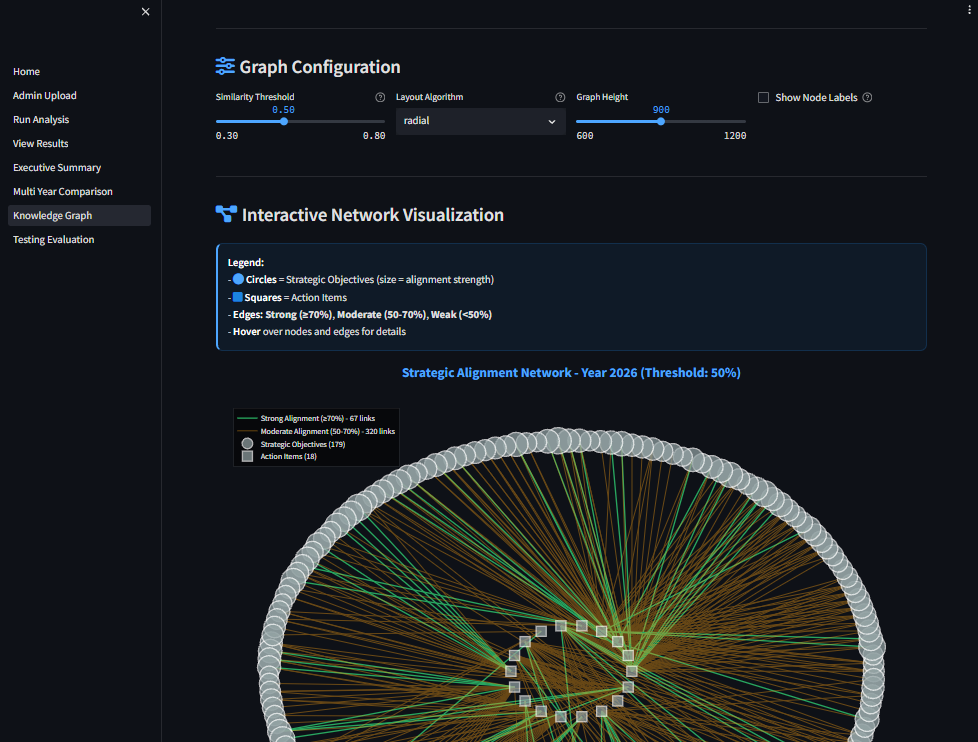 Home
Admin Upload
Run Analysis
View Results
Executive Summary
Multi Year Comparison
Knowledge Graph
Testing Evaluation
Graph Configuration
Similarity Threshold
0.50
0.30 0.80
Layout Algorithm
radial
Graph Height
900
600 1200
Show Node Labels
Interactive Network Visualization
Legend:
- Circles = Strategic Objectives (size = alignment strength)
- Squares = Action Items
- Edges: Strong (≥70%), Moderate (50-70%), Weak (<50%)
- Hover over nodes and edges for details
Strategic Alignment Network - Year 2026 (Threshold: 50%)
Strong Alignment (≥70%) - 67 links
Moderate Alignment (50-70%) - 320 links
Strategic Objectives (179)
Action Items (18)